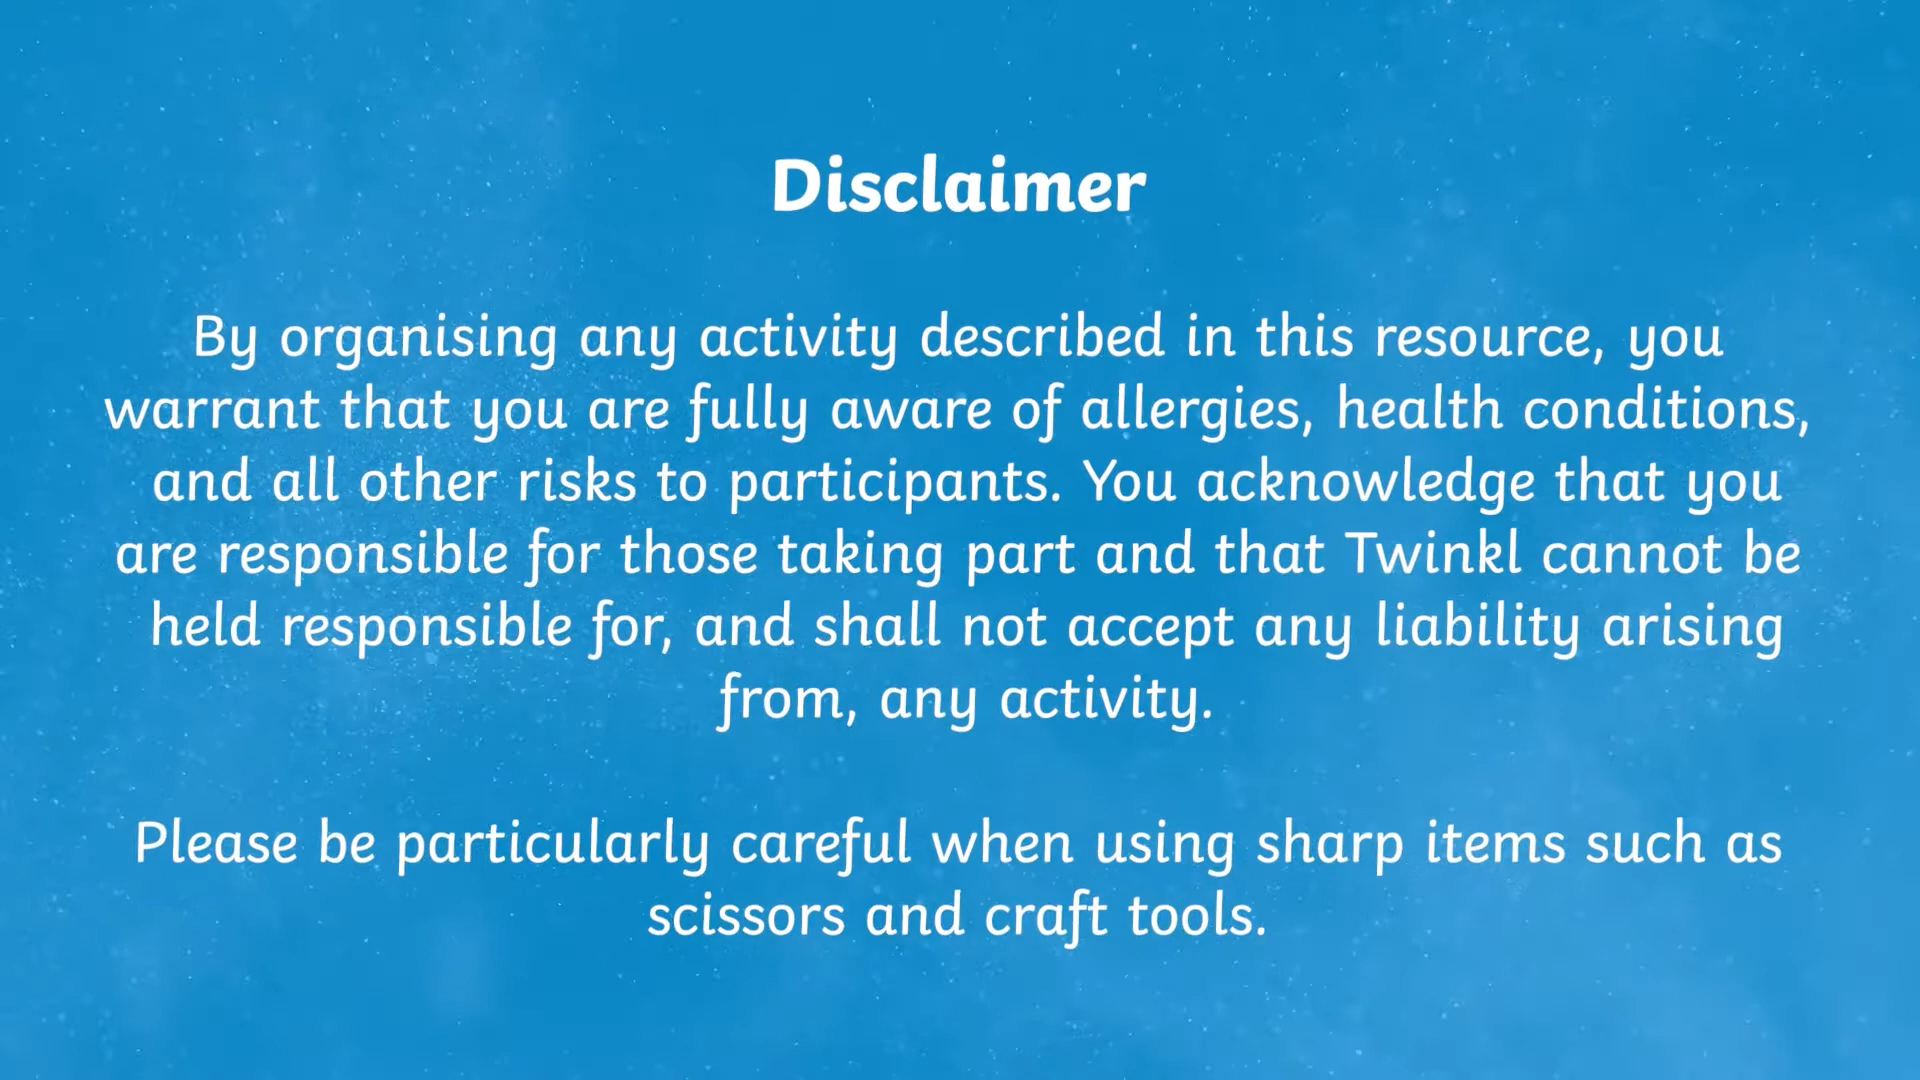 Disclaimer
By organising any activity described in this resource, you
warrant that you are fully aware of allergies, health conditions,
and all other risks to participants. You acknowledge that you
are responsible for those taking part and that Twinkl cannot be
held responsible for, and shall not accept any liability arising
from, any activity.
Please be particularly careful when using sharp items such as
scissors and craft tools.